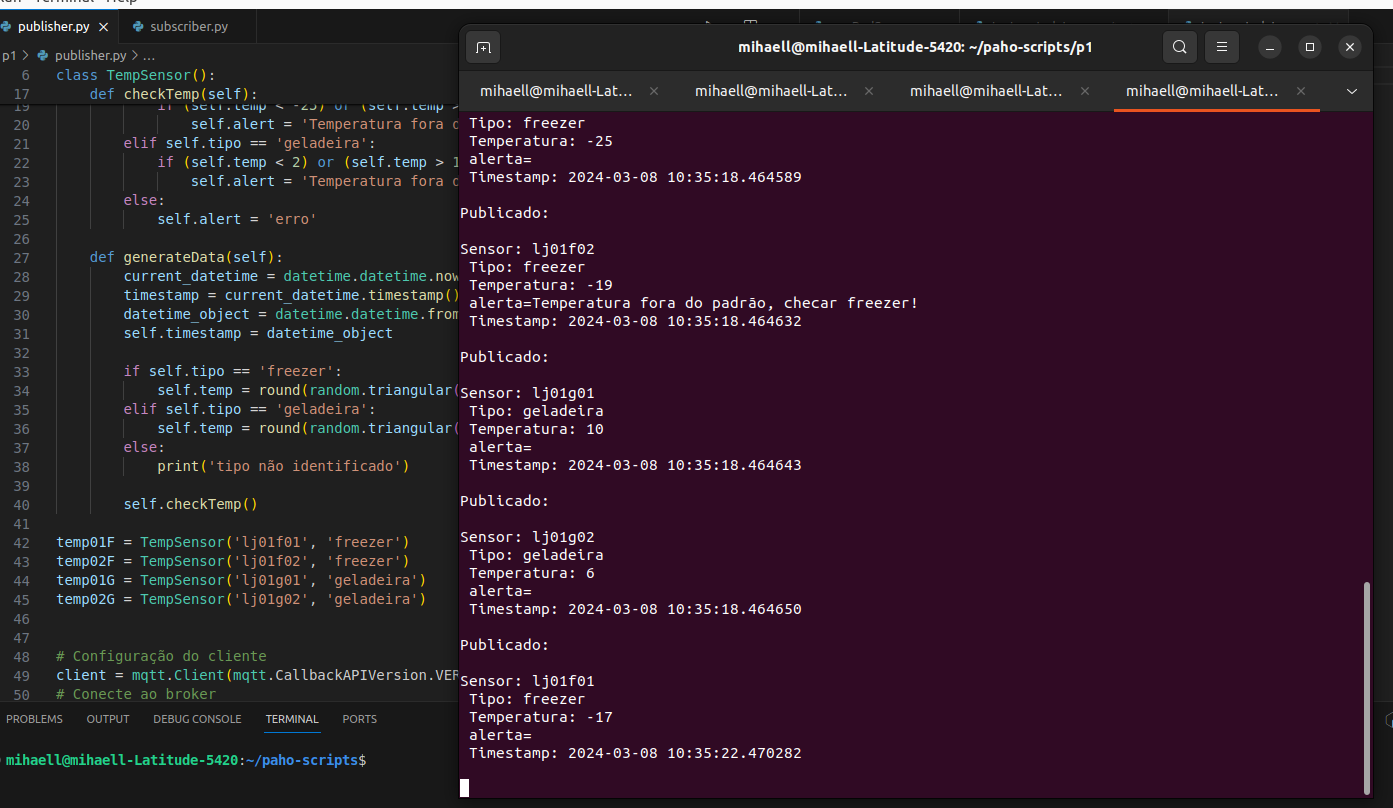 Terminal Help
publisher.py
subscriber.py
p1 > publisher.py > ...
6 class TempSensor():
17 def checkTemp(self):
19 if (self.temp < -25) or (self.temp >
20 self.alert = 'Temperatura fora d
21 elif self.tipo == 'geladeira':
22 if (self.temp < 2) or (self.temp > 1
23 self.alert = 'Temperatura fora d
24 else:
25 self.alert = 'erro'
26
27 def generateData(self):
28 current_datetime = datetime.datetime.now
29 timestamp = current_datetime.timestamp()
30 datetime_object = datetime.datetime.from
31 self.timestamp = datetime_object
32
33 if self.tipo == 'freezer':
34 self.temp = round(random.triangular(
35 elif self.tipo == 'geladeira':
36 self.temp = round(random.triangular(
37 else:
38 print('tipo não identificado')
39
40 self.checkTemp()
41
42 temp01F = TempSensor('lj01f01', 'freezer')
43 temp02F = TempSensor('lj01f02', 'freezer')
44 temp01G = TempSensor('lj01g01', 'geladeira')
45 temp02G = TempSensor('lj01g02', 'geladeira')
46
47
48 # Configuração do cliente
49 client = mqtt.Client(mqtt.CallbackAPIVersion.VER
50 # Conecte ao broker
PROBLEMS OUTPUT DEBUG CONSOLE TERMINAL PORTS
mihaell@mihaell-Latitude-5420:~/paho-scripts$
mihaell@mihaell-Latitude-5420: ~/paho-scripts/p1
mihaell@mihaell-Lat...
mihaell@mihaell-Lat...
mihaell@mihaell-Lat...
mihaell@mihaell-Lat...
Tipo: freezer
Temperatura: -25
alerta=
Timestamp: 2024-03-08 10:35:18.464589
Publicado:
Sensor: lj01f02
Tipo: freezer
Temperatura: -19
alerta=Temperatura fora do padrão, checar freezer!
Timestamp: 2024-03-08 10:35:18.464632
Publicado:
Sensor: lj01g01
Tipo: geladeira
Temperatura: 10
alerta=
Timestamp: 2024-03-08 10:35:18.464643
Publicado:
Sensor: lj01g02
Tipo: geladeira
Temperatura: 6
alerta=
Timestamp: 2024-03-08 10:35:18.464650
Publicado:
Sensor: lj01f01
Tipo: freezer
Temperatura: -17
alerta=
Timestamp: 2024-03-08 10:35:22.470282